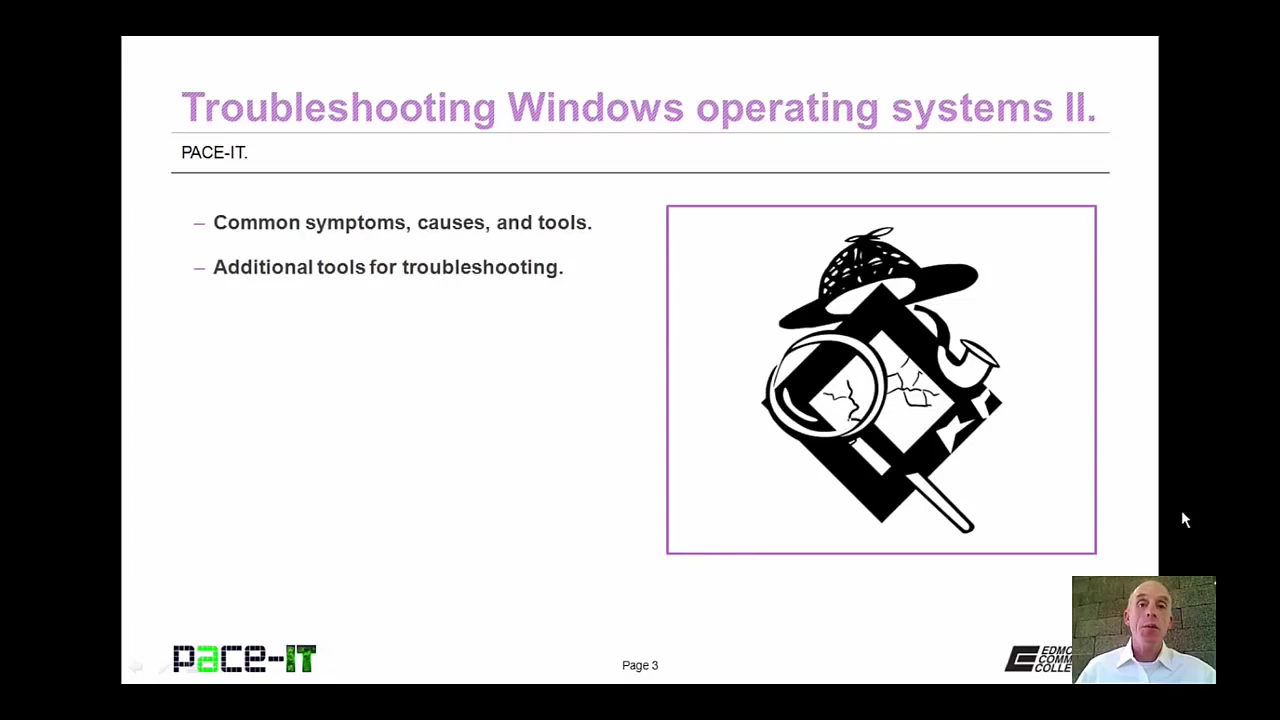 Troubleshooting Windows operating systems II.
PACE-IT.
– Common symptoms, causes, and tools.
– Additional tools for troubleshooting.
pace-IT
Page 3